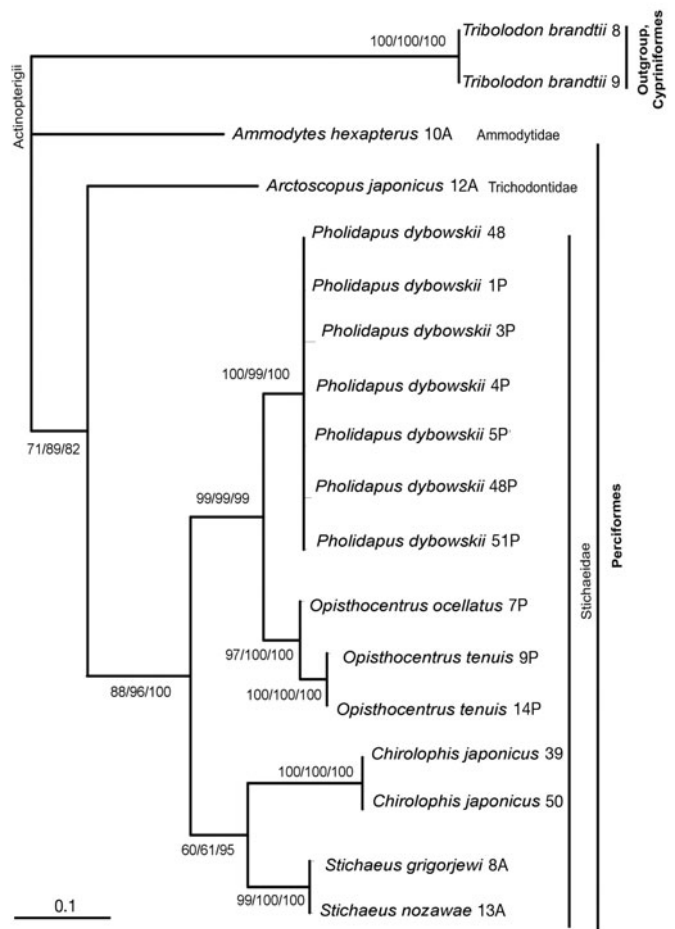 Actinopterigii
100/100/100
Tribolodon brandtii 8
Tribolodon brandtii 9
Outgroup,
Cypriniformes
Ammodytes hexapterus 10A Ammodytidae
Arctoscopus japonicus 12A Trichodontidae
Pholidapus dybowskii 48
Pholidapus dybowskii 1P
Pholidapus dybowskii 3P
100/99/100
Pholidapus dybowskii 4P
71/89/82
Pholidapus dybowskii 5P
99/99/99
Pholidapus dybowskii 48P
Pholidapus dybowskii 51P
Stichaeidae
Perciformes
Opisthocentrus ocellatus 7P
97/100/100
Opisthocentrus tenuis 9P
88/96/100
100/100/100
Opisthocentrus tenuis 14P
Chirolophis japonicus 39
100/100/100
Chirolophis japonicus 50
60/61/95
Stichaeus grigorjewi 8A
99/100/100
Stichaeus nozawae 13A
0.1